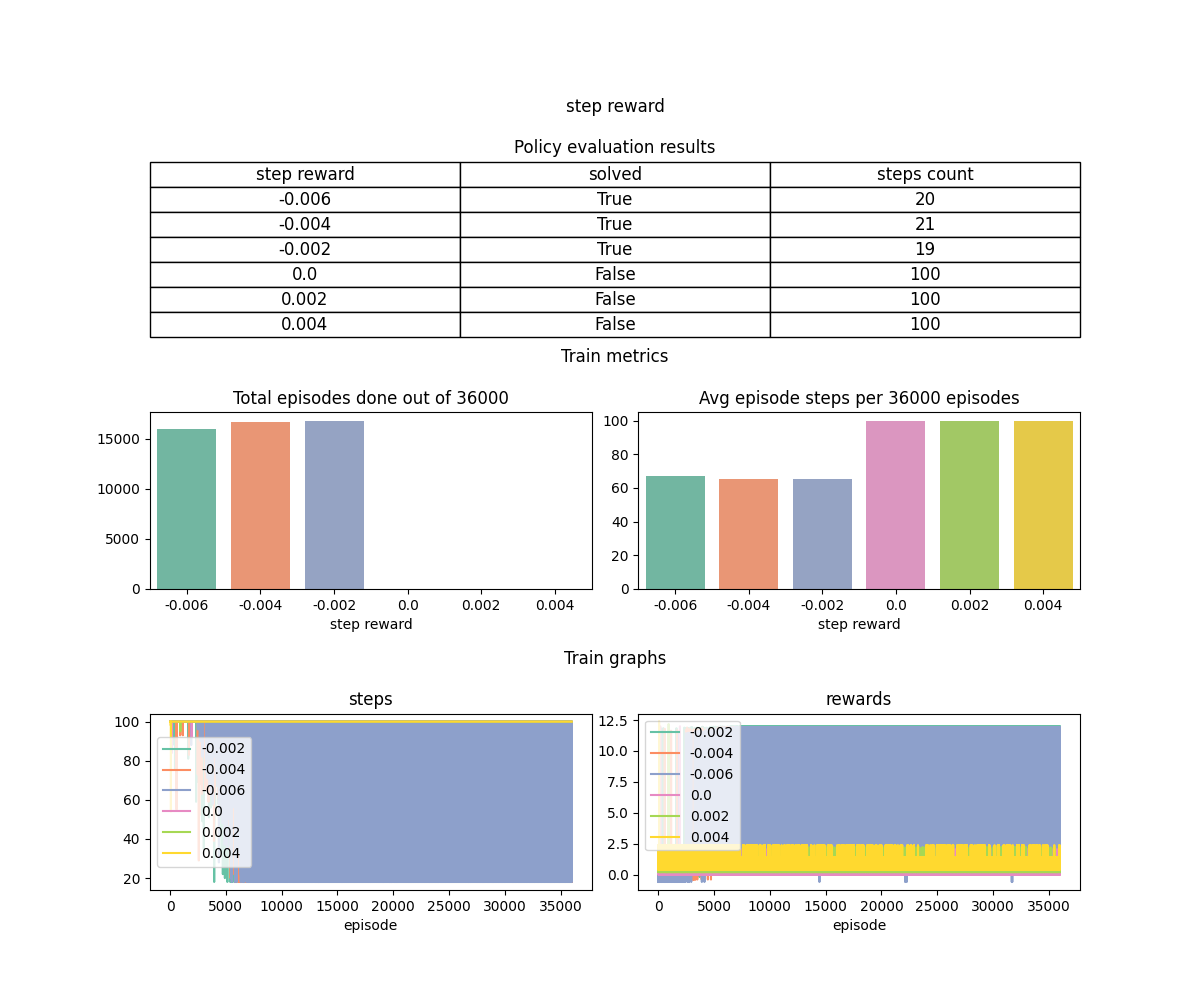 step reward
Policy evaluation results
step reward solved steps count
-0.006 True 20
-0.004 True 21
-0.002 True 19
0.0 False 100
0.002 False 100
0.004 False 100
Train metrics
Total episodes done out of 36000
15000
10000
5000
0
-0.006 -0.004 -0.002 0.0 0.002 0.004
step reward
Avg episode steps per 36000 episodes
100
80
60
40
20
0
-0.006 -0.004 -0.002 0.0 0.002 0.004
step reward
Train graphs
steps
100
80
60
40
20
-0.002
-0.004
-0.006
0.0
0.002
0.004
0 5000 10000 15000 20000 25000 30000 35000
episode
rewards
12.5
10.0
7.5
5.0
2.5
0.0
-0.002
-0.004
-0.006
0.0
0.002
0.004
0 5000 10000 15000 20000 25000 30000 35000
episode